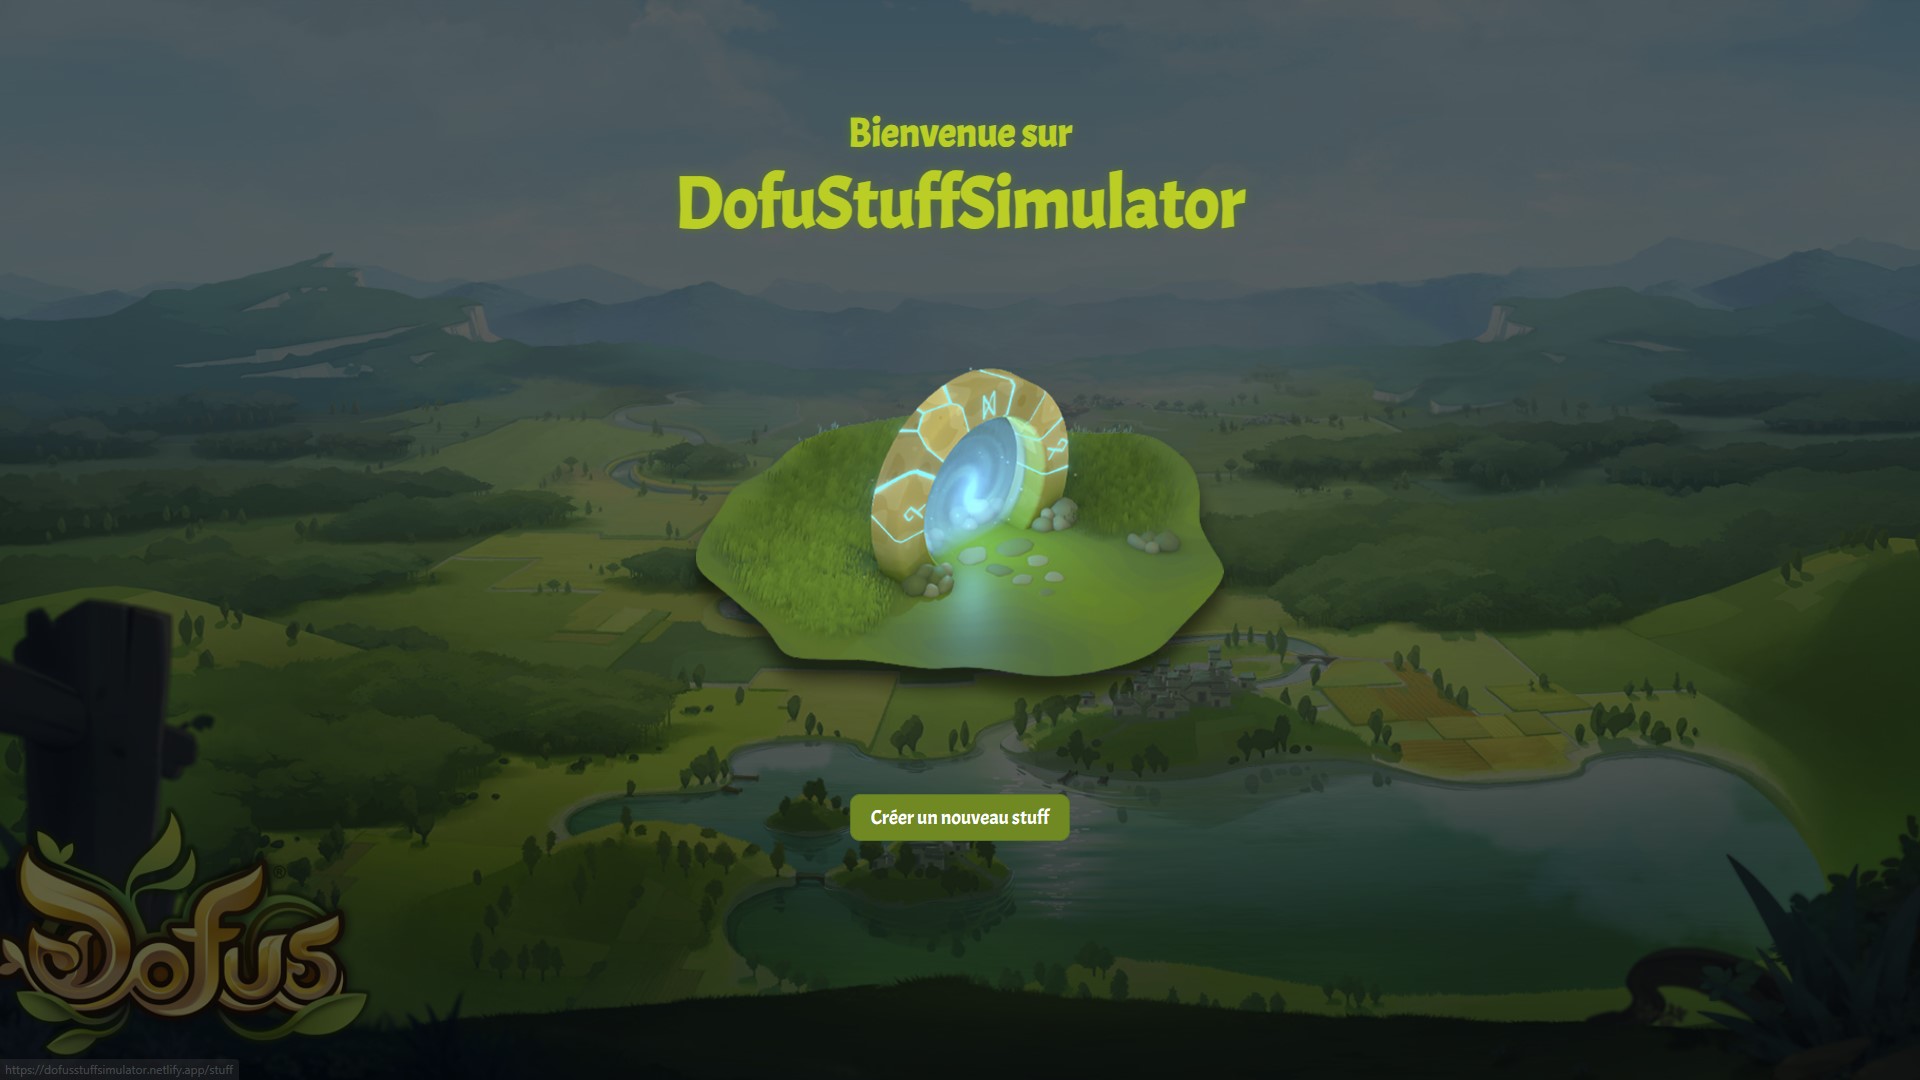 Bienvenue sur
DofuStuffSimulator
Créer un nouveau stuff
Dofus®
https://dofusstuffsimulator.netlify.app/stuff